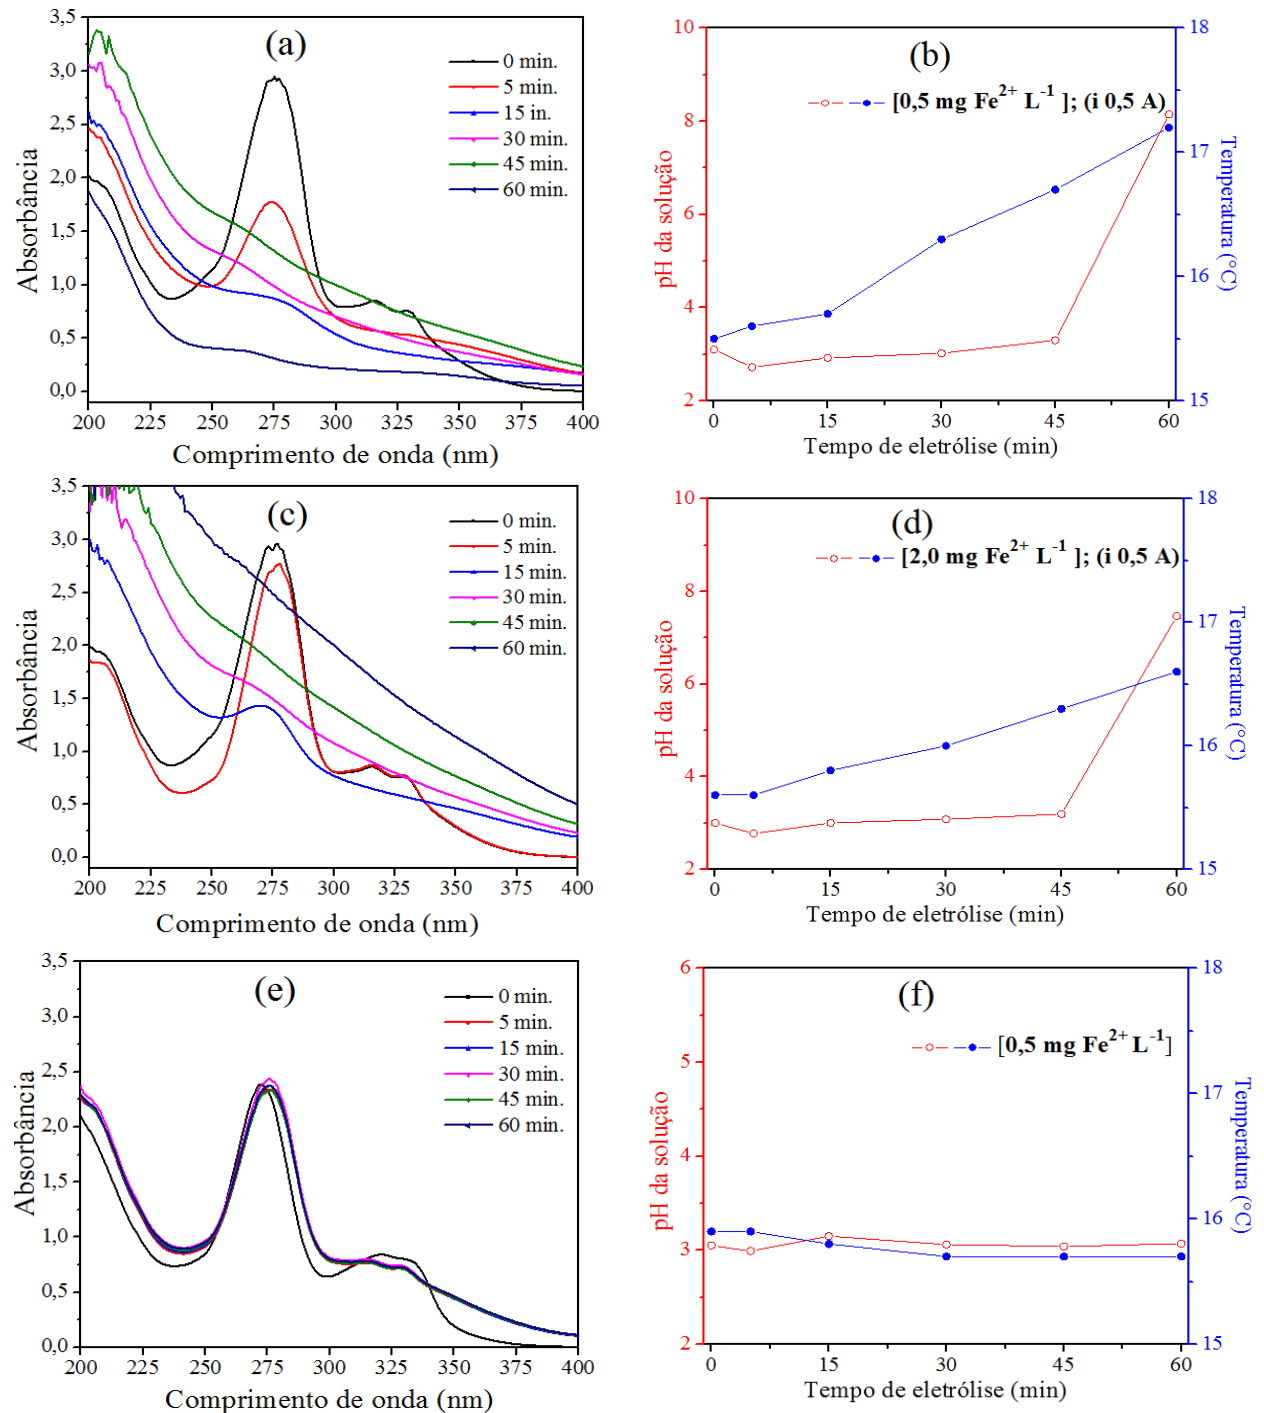 (a)
3,5
3,0
2,5
2,0
1,5
1,0
0,5
0,0
Absorbância
0 min.
5 min.
15 in.
30 min.
45 min.
60 min.
200 225 250 275 300 325 350 375 400
Comprimento de onda (nm)
(b)
[0,5 mg Fe2+ L-1 ]; (i 0,5 A)
10
8
6
4
2
pH da solução
18
17
16
15
Temperatura (°C)
0 15 30 45 60
Tempo de eletrólise (min)
(c)
3,5
3,0
2,5
2,0
1,5
1,0
0,5
0,0
Absorbância
0 min.
5 min.
15 min.
30 min.
45 min.
60 min.
200 225 250 275 300 325 350 375 400
Comprimento de onda (nm)
(d)
[2,0 mg Fe2+ L-1 ]; (i 0,5 A)
10
8
6
4
2
pH da solução
18
17
16
15
Temperatura (°C)
0 15 30 45 60
Tempo de eletrólise (min)
(e)
3,5
3,0
2,5
2,0
1,5
1,0
0,5
0,0
Absorbância
0 min.
5 min.
15 min.
30 min.
45 min.
60 min.
200 225 250 275 300 325 350 375 400
Comprimento de onda (nm)
(f)
[0,5 mg Fe2+ L-1]
6
5
4
3
2
pH da solução
18
17
16
15
Temperatura (°C)
0 15 30 45 60
Tempo de eletrólise (min)